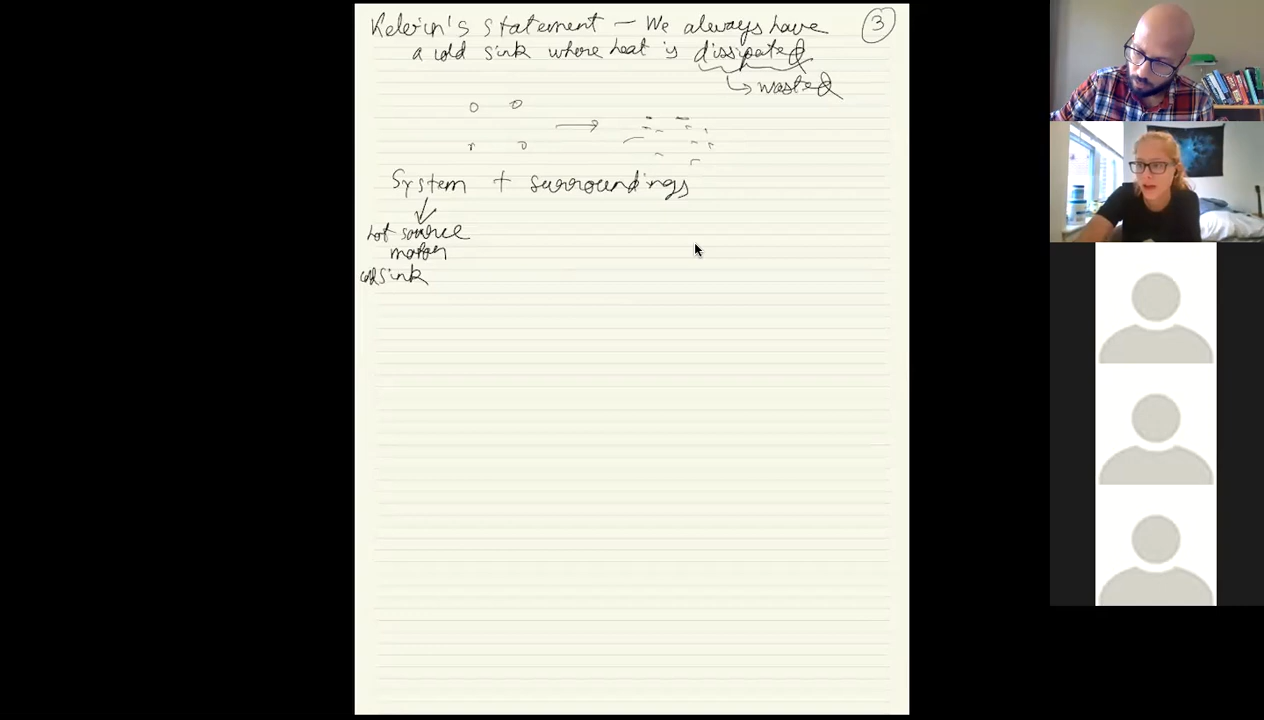 Kelvin's statement – We always have
③
a cold sink where heat is dissipated
↳ wasted
→
System + surroundings
↓
hot source
cold sink